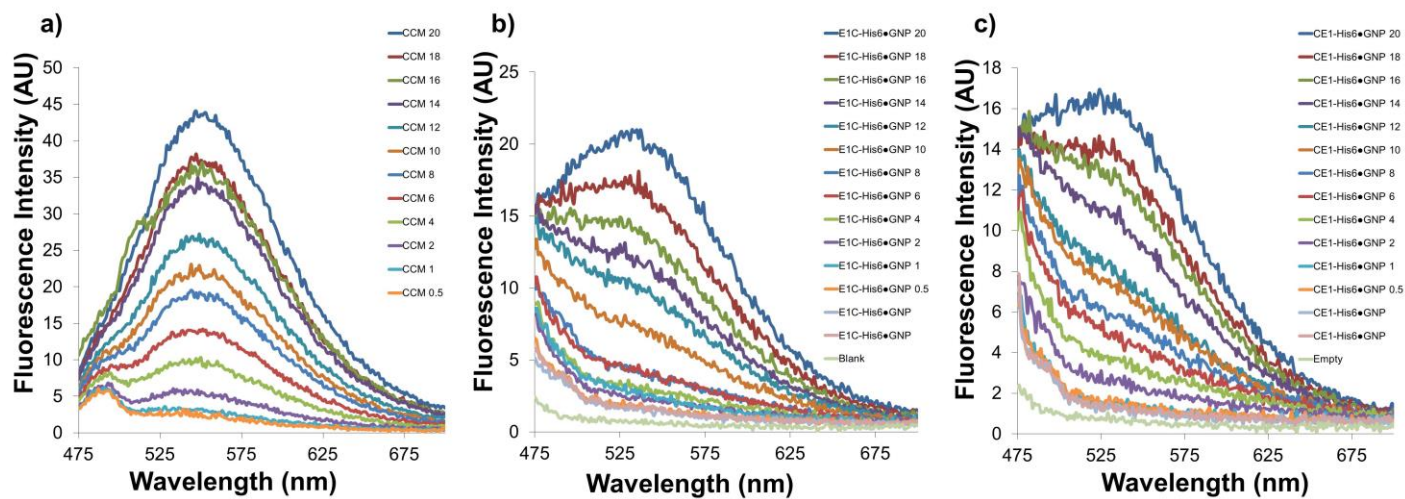 a)
Fluorescence Intensity (AU)
50
45
40
35
30
25
20
15
10
5
0
475 525 575 625 675
Wavelength (nm)
CCM 20
CCM 18
CCM 16
CCM 14
CCM 12
CCM 10
CCM 8
CCM 6
CCM 4
CCM 2
CCM 1
CCM 0.5
b)
Fluorescence Intensity (AU)
25
20
15
10
5
0
475 525 575 625 675
Wavelength (nm)
E1C-His6●GNP 20
E1C-His6●GNP 18
E1C-His6●GNP 16
E1C-His6●GNP 14
E1C-His6●GNP 12
E1C-His6●GNP 10
E1C-His6●GNP 8
E1C-His6●GNP 6
E1C-His6●GNP 4
E1C-His6●GNP 2
E1C-His6●GNP 1
E1C-His6●GNP 0.5
E1C-His6●GNP
E1C-His6●GNP
Blank
c)
Fluorescence Intensity (AU)
18
16
14
12
10
8
6
4
2
0
475 525 575 625 675
Wavelength (nm)
CE1-His6●GNP 20
CE1-His6●GNP 18
CE1-His6●GNP 16
CE1-His6●GNP 14
CE1-His6●GNP 12
CE1-His6●GNP 10
CE1-His6●GNP 8
CE1-His6●GNP 6
CE1-His6●GNP 4
CE1-His6●GNP 2
CE1-His6●GNP 1
CE1-His6●GNP 0.5
CE1-His6●GNP
CE1-His6●GNP
Empty